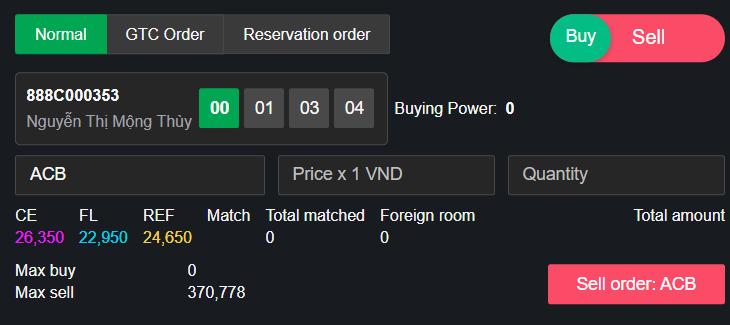 Normal GTC Order Reservation order Buy Sell
888C000353
Nguyễn Thị Mộng Thùy 00 01 03 04 Buying Power: 0
ACB Price x 1 VND Quantity
CE FL REF Match Total matched Foreign room Total amount
26,350 22,950 24,650 0 0
Max buy 0
Max sell 370,778
Sell order: ACB